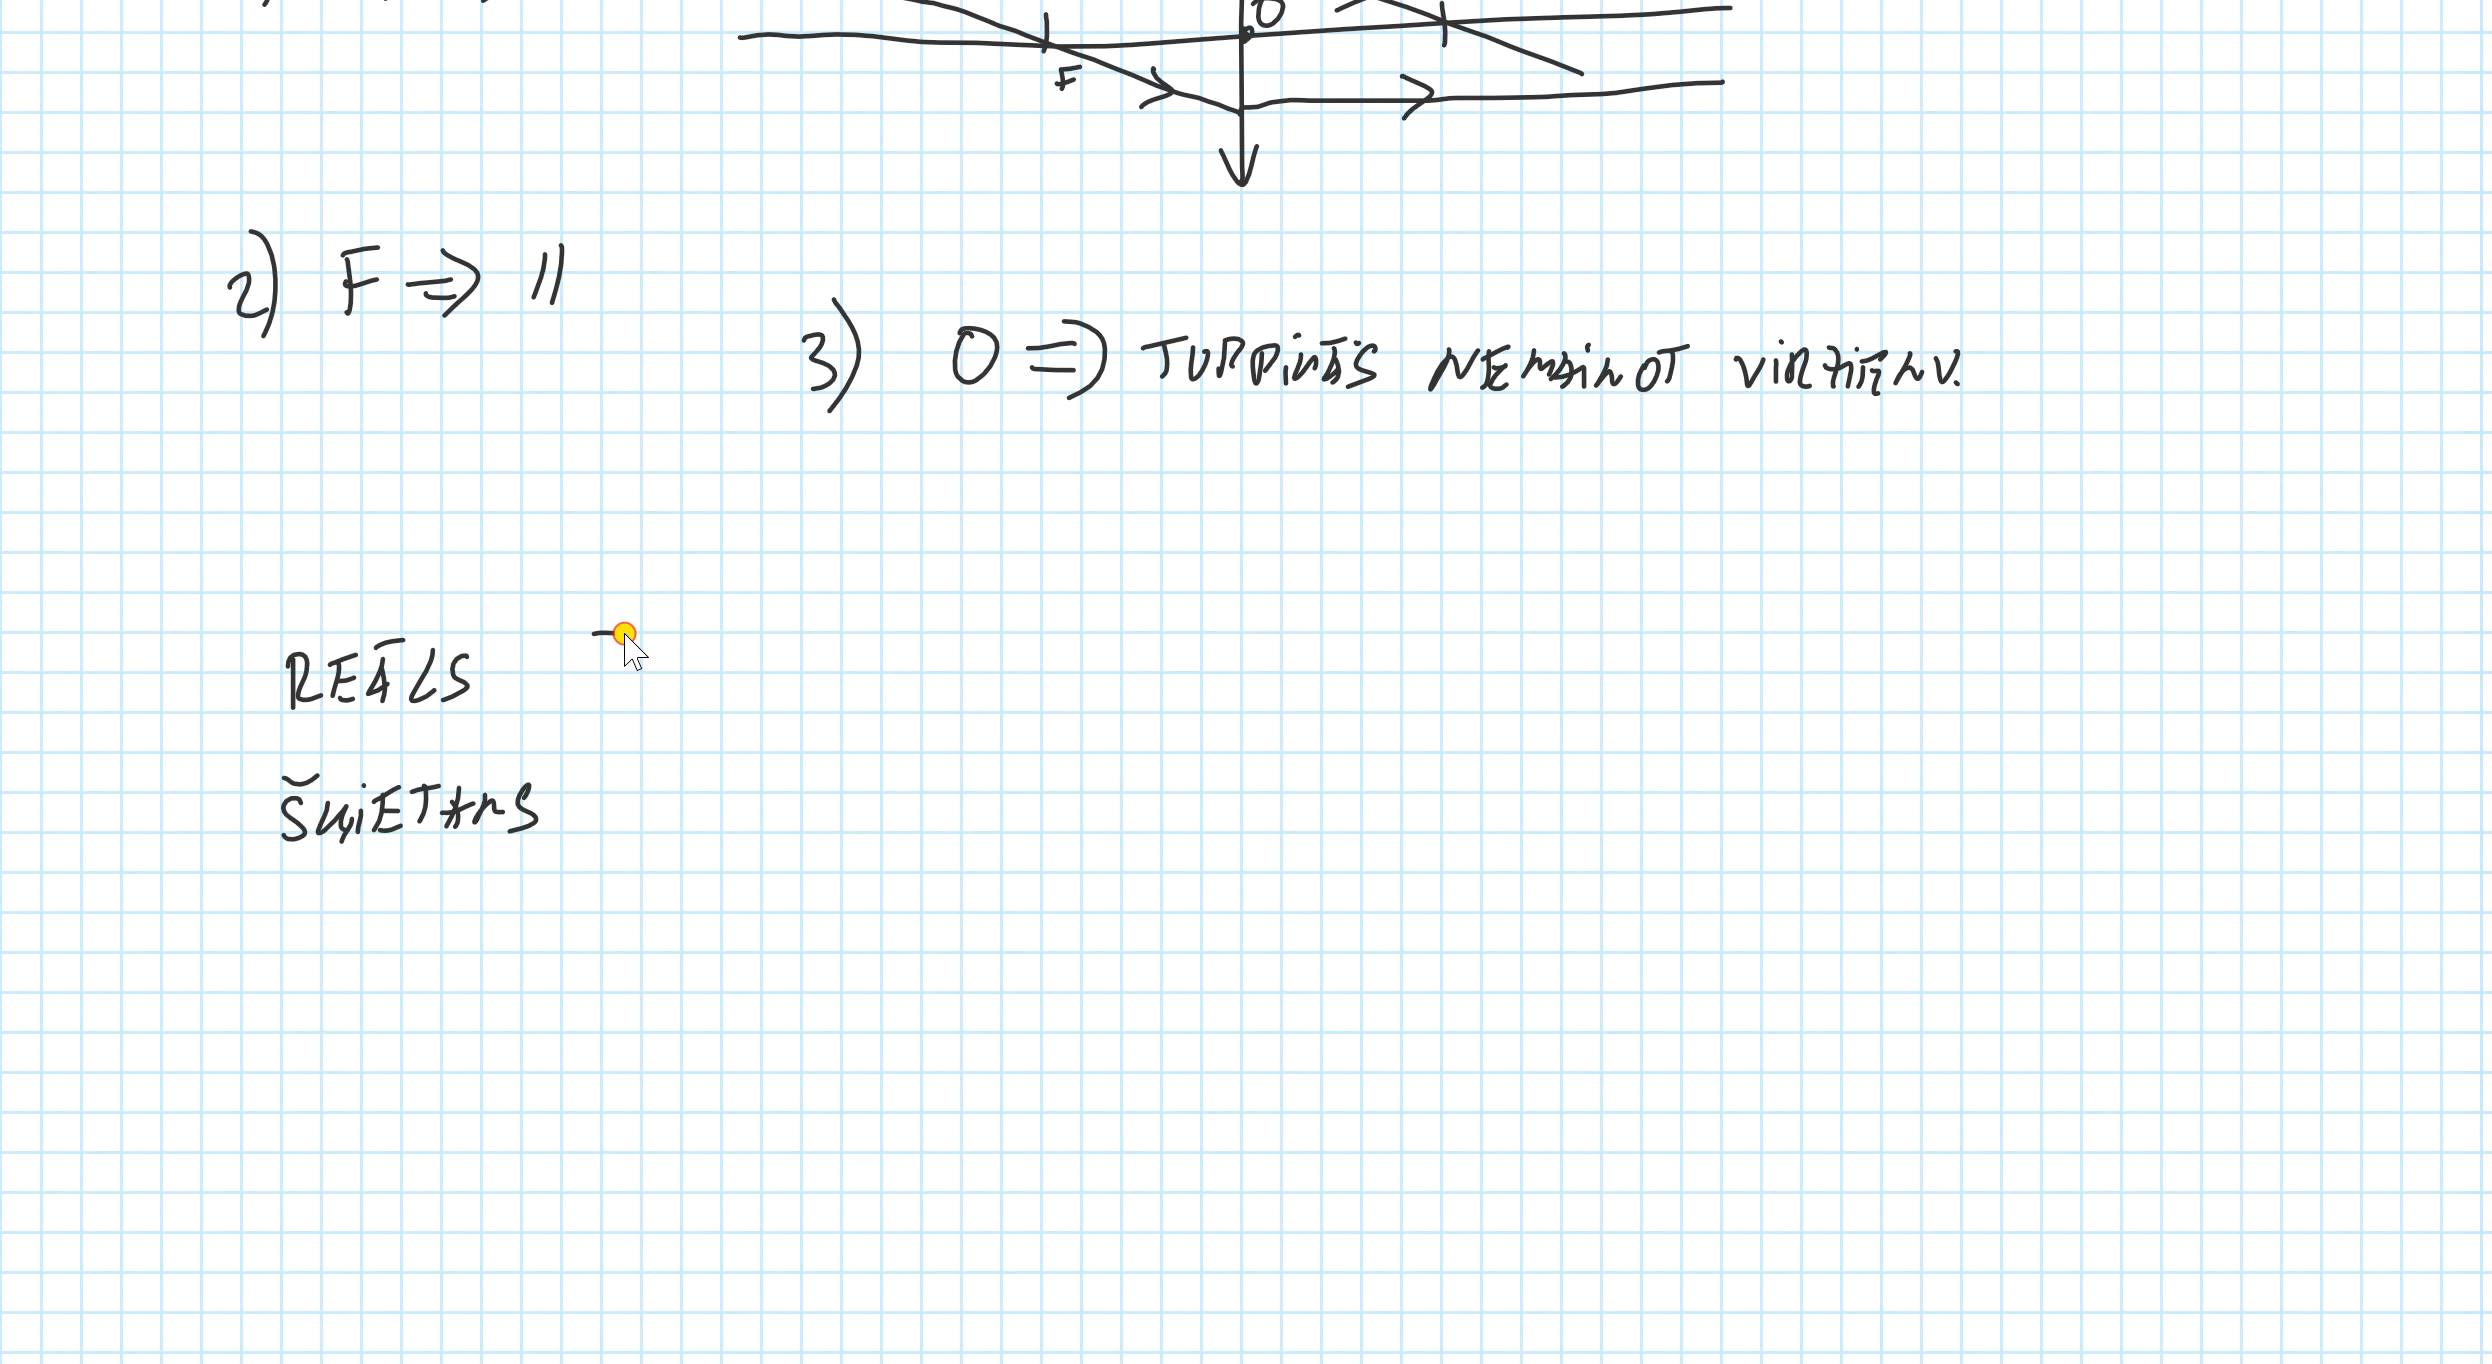 O
F
2) F ⇒ ||
3) O ⇒ TURPINĀS NEMAINOT VIRZIENU.
REĀLS
ŠĶIETAMS